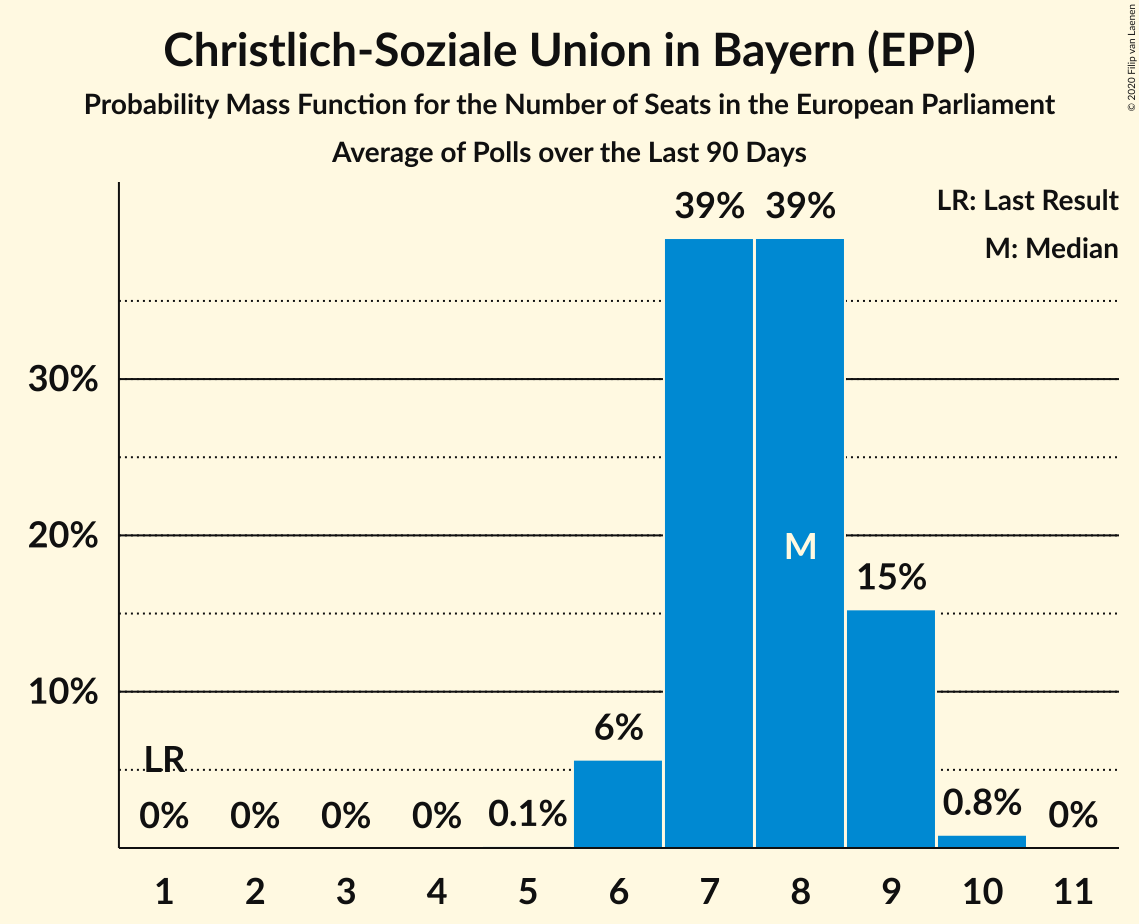 Christlich-Soziale Union in Bayern (EPP)
Probability Mass Function for the Number of Seats in the European Parliament
Average of Polls over the Last 90 Days
© 2020 Filip van Laenen
LR: Last Result
M: Median
39% 39%
30%
20%
M
15%
10%
6%
LR
0% 0% 0% 0% 0.1% 0.8% 0%
1 2 3 4 5 6 7 8 9 10 11